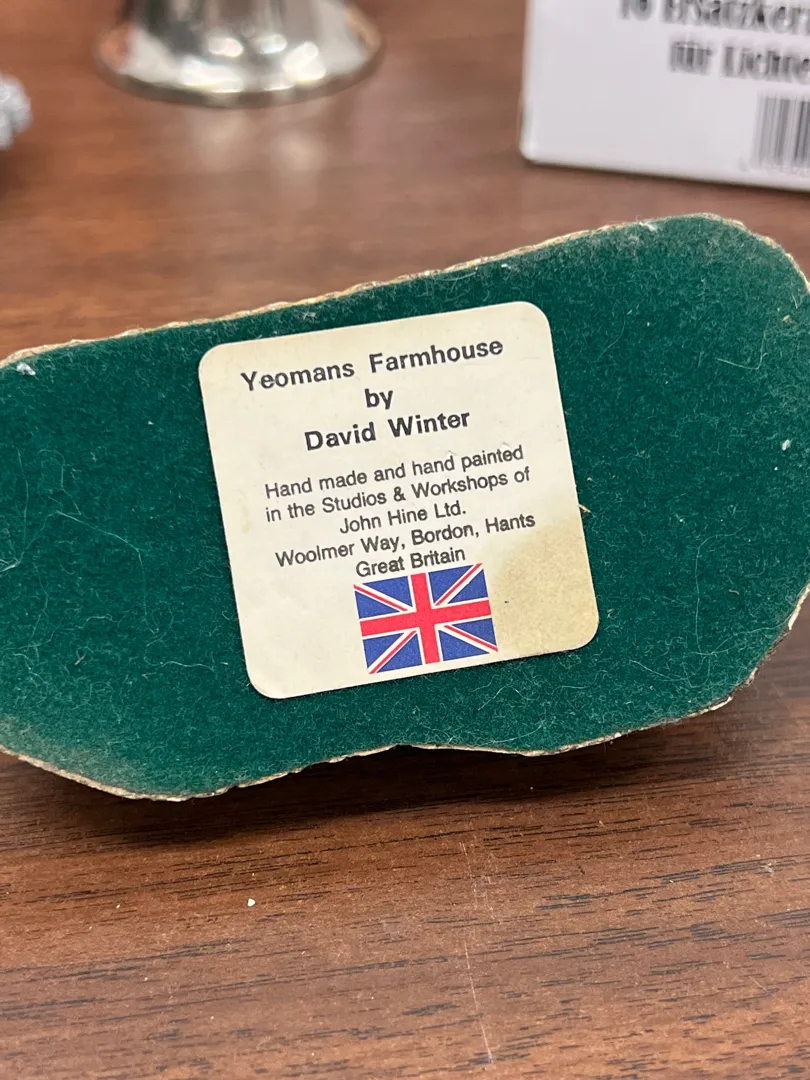 für
Yeomans Farmhouse
by
David Winter
Hand made and hand painted
in the Studios & Workshops of
John Hine Ltd.
Woolmer Way, Bordon, Hants
Great Britain